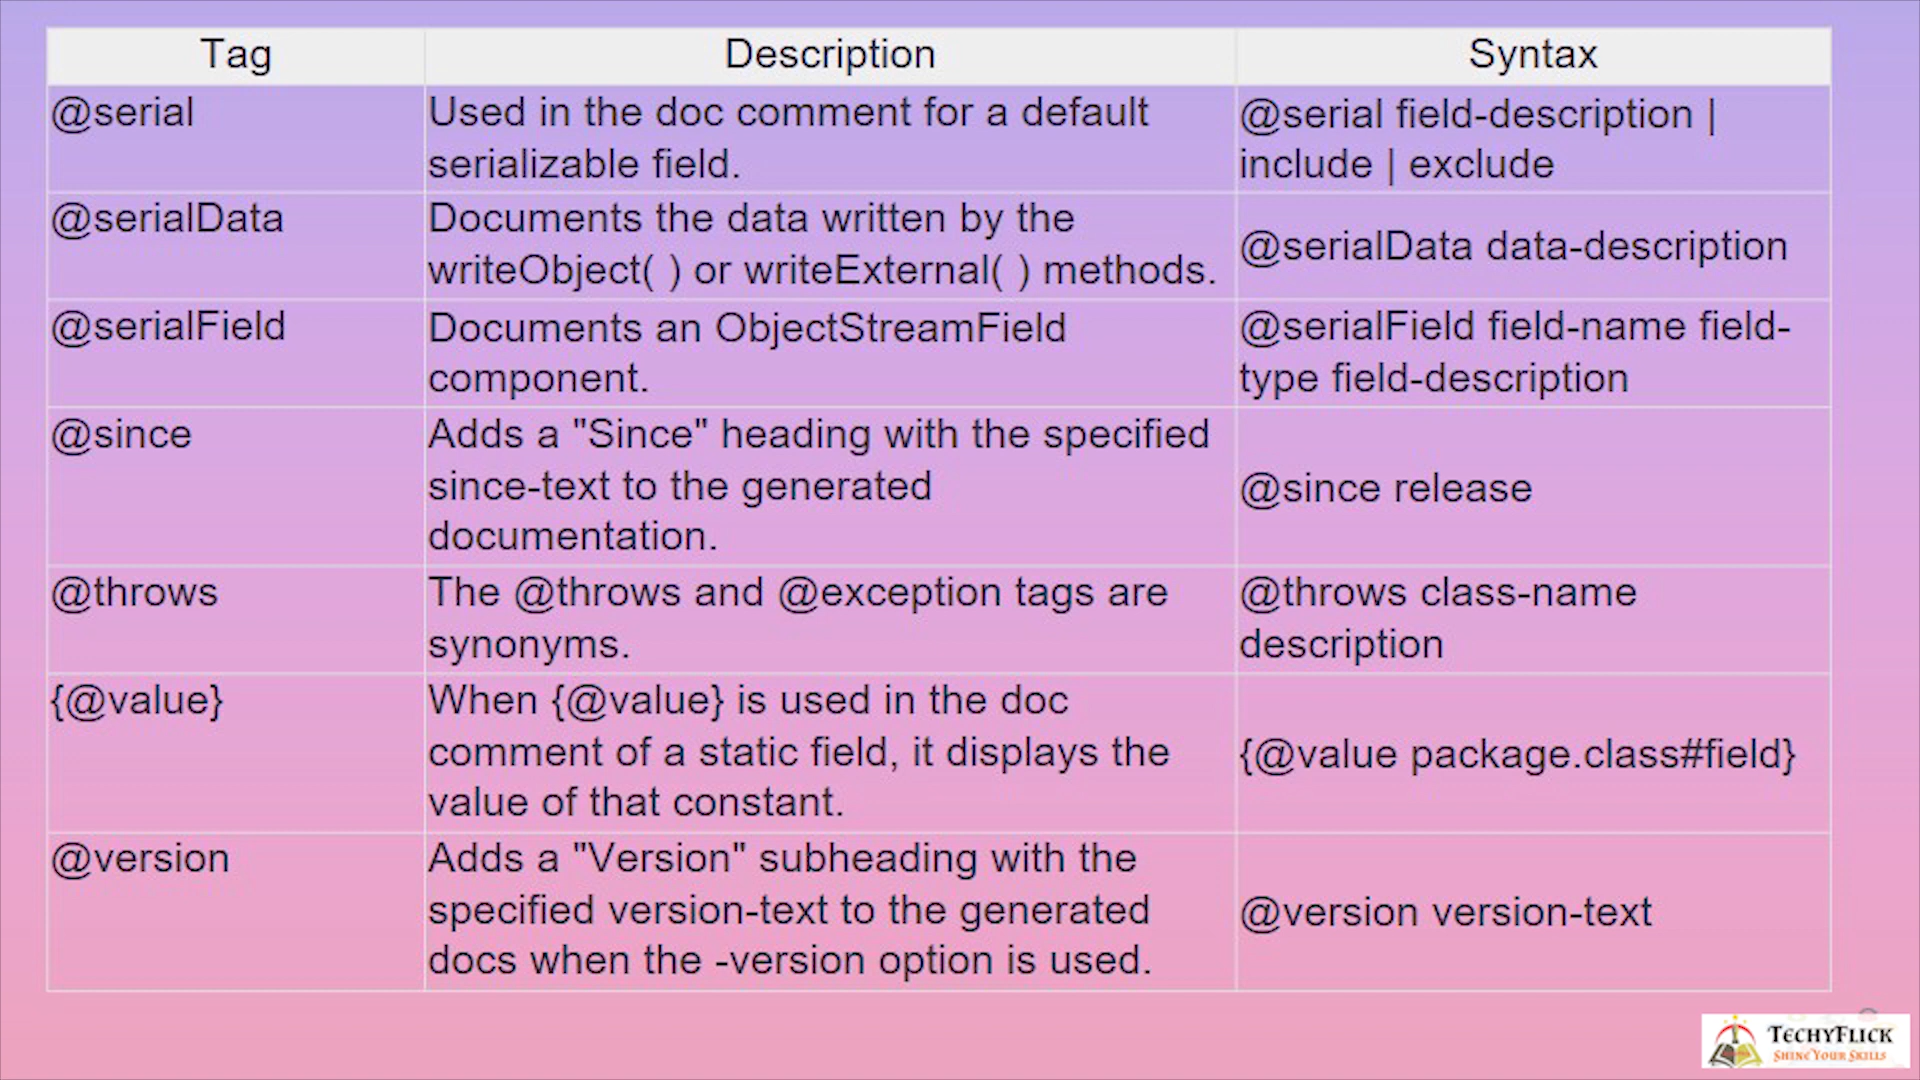 Tag
Description
Syntax
@serial
Used in the doc comment for a default
serializable field.
@serial field-description |
include | exclude
@serialData
Documents the data written by the
writeObject( ) or writeExternal( ) methods.
@serialData data-description
@serialField
Documents an ObjectStreamField
component.
@serialField field-name field-
type field-description
@since
Adds a "Since" heading with the specified
since-text to the generated
documentation.
@since release
@throws
The @throws and @exception tags are
synonyms.
@throws class-name
description
{@value}
When {@value} is used in the doc
comment of a static field, it displays the
value of that constant.
{@value package.class#field}
@version
Adds a "Version" subheading with the
specified version-text to the generated
docs when the -version option is used.
@version version-text
TECHYFLICK
SHINE YOUR SKILLS